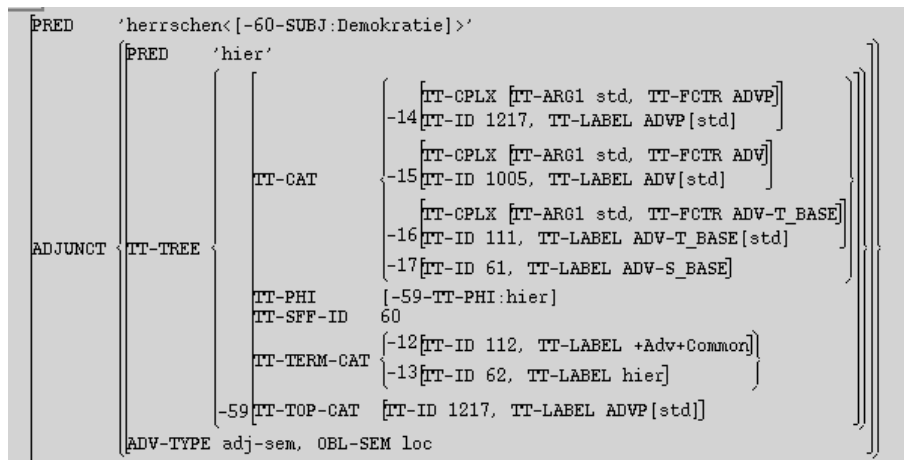 PRED 'herrschen<[-60-SUBJ:Demokratie]>'
PRED 'hier'
TT-CPLX [TT-ARG1 std, TT-FCTR ADVP]
-14[TT-ID 1217, TT-LABEL ADVP[std]
TT-CPLX [TT-ARG1 std, TT-FCTR ADV]
TT-CAT -15[TT-ID 1005, TT-LABEL ADV[std]
TT-CPLX [TT-ARG1 std, TT-FCTR ADV-T_BASE]
-16[TT-ID 111, TT-LABEL ADV-T_BASE[std]
ADJUNCT TT-TREE
-17[TT-ID 61, TT-LABEL ADV-S_BASE]
TT-PHI [-59-TT-PHI:hier]
TT-SFF-ID 60
-12[TT-ID 112, TT-LABEL +Adv+Common]
TT-TERM-CAT
-13[TT-ID 62, TT-LABEL hier]
-59[TT-TOP-CAT [TT-ID 1217, TT-LABEL ADVP[std]]
ADV-TYPE adj-sem, OBL-SEM loc